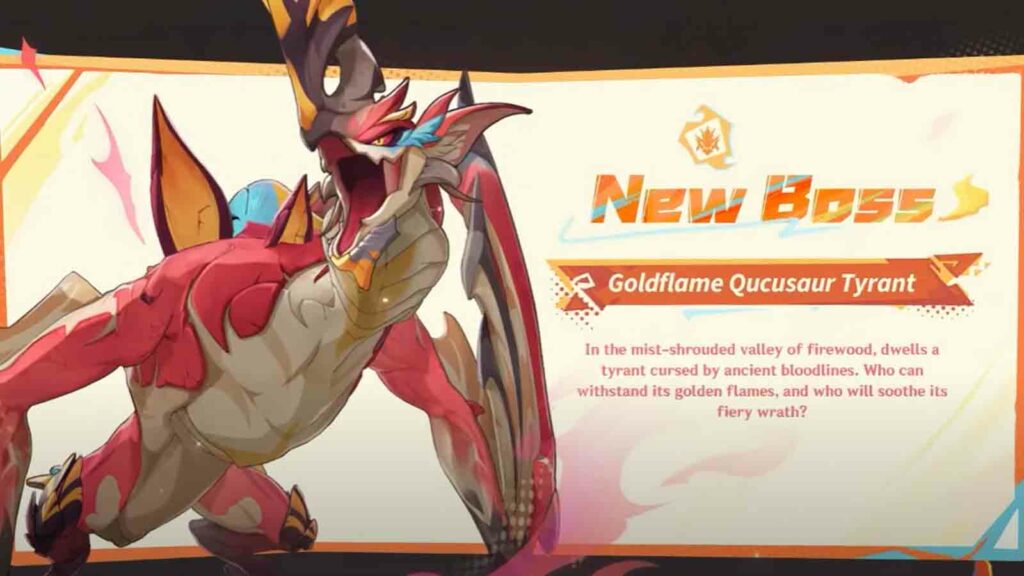 New Boss
Goldflame Qucusaur Tyrant
In the mist-shrouded valley of firewood, dwells a
tyrant cursed by ancient bloodlines. Who can
withstand its golden flames, and who will soothe its
fiery wrath?